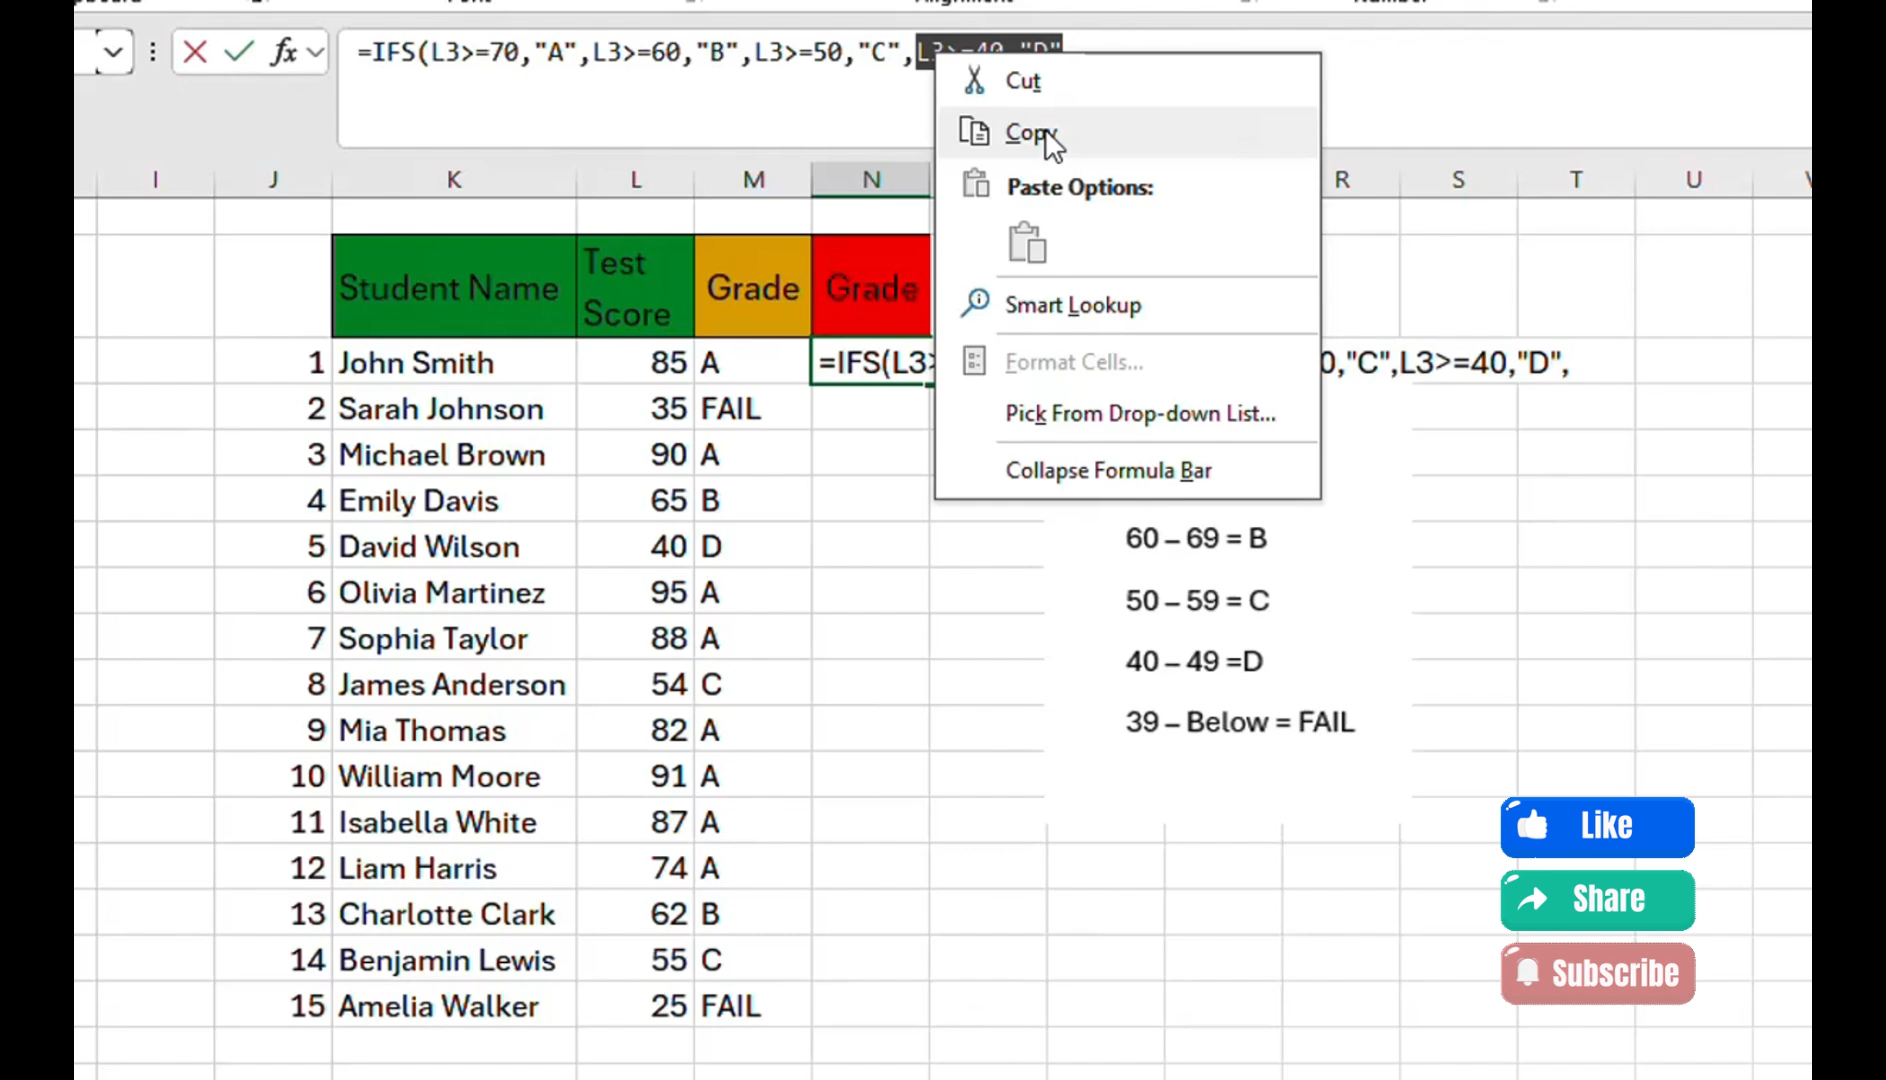 =IFS(L3>=70,"A",L3>=60,"B",L3>=50,"C",L3>=40,"D"
Cut
Copy
Paste Options:
Smart Lookup
Format Cells...
Pick From Drop-down List...
Collapse Formula Bar
I J K L M N R S T U
Student Name Test Score Grade Grade
1 John Smith 85 A =IFS(L3> 0,"C",L3>=40,"D",
2 Sarah Johnson 35 FAIL
3 Michael Brown 90 A
4 Emily Davis 65 B
5 David Wilson 40 D
6 Olivia Martinez 95 A
7 Sophia Taylor 88 A
8 James Anderson 54 C
9 Mia Thomas 82 A
10 William Moore 91 A
11 Isabella White 87 A
12 Liam Harris 74 A
13 Charlotte Clark 62 B
14 Benjamin Lewis 55 C
15 Amelia Walker 25 FAIL
60 – 69 = B
50 – 59 = C
40 – 49 =D
39 – Below = FAIL
Like
Share
Subscribe